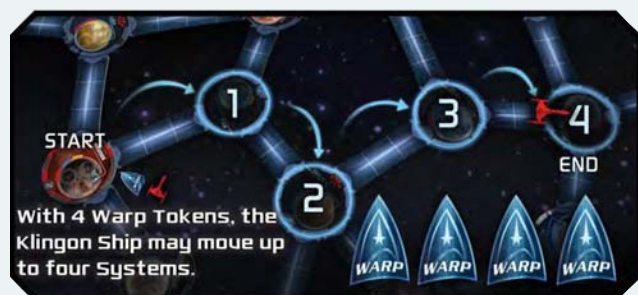 1
3
4
START
END
2
With 4 Warp Tokens, the
Klingon Ship may move up
to four Systems.
WARP
WARP
WARP
WARP